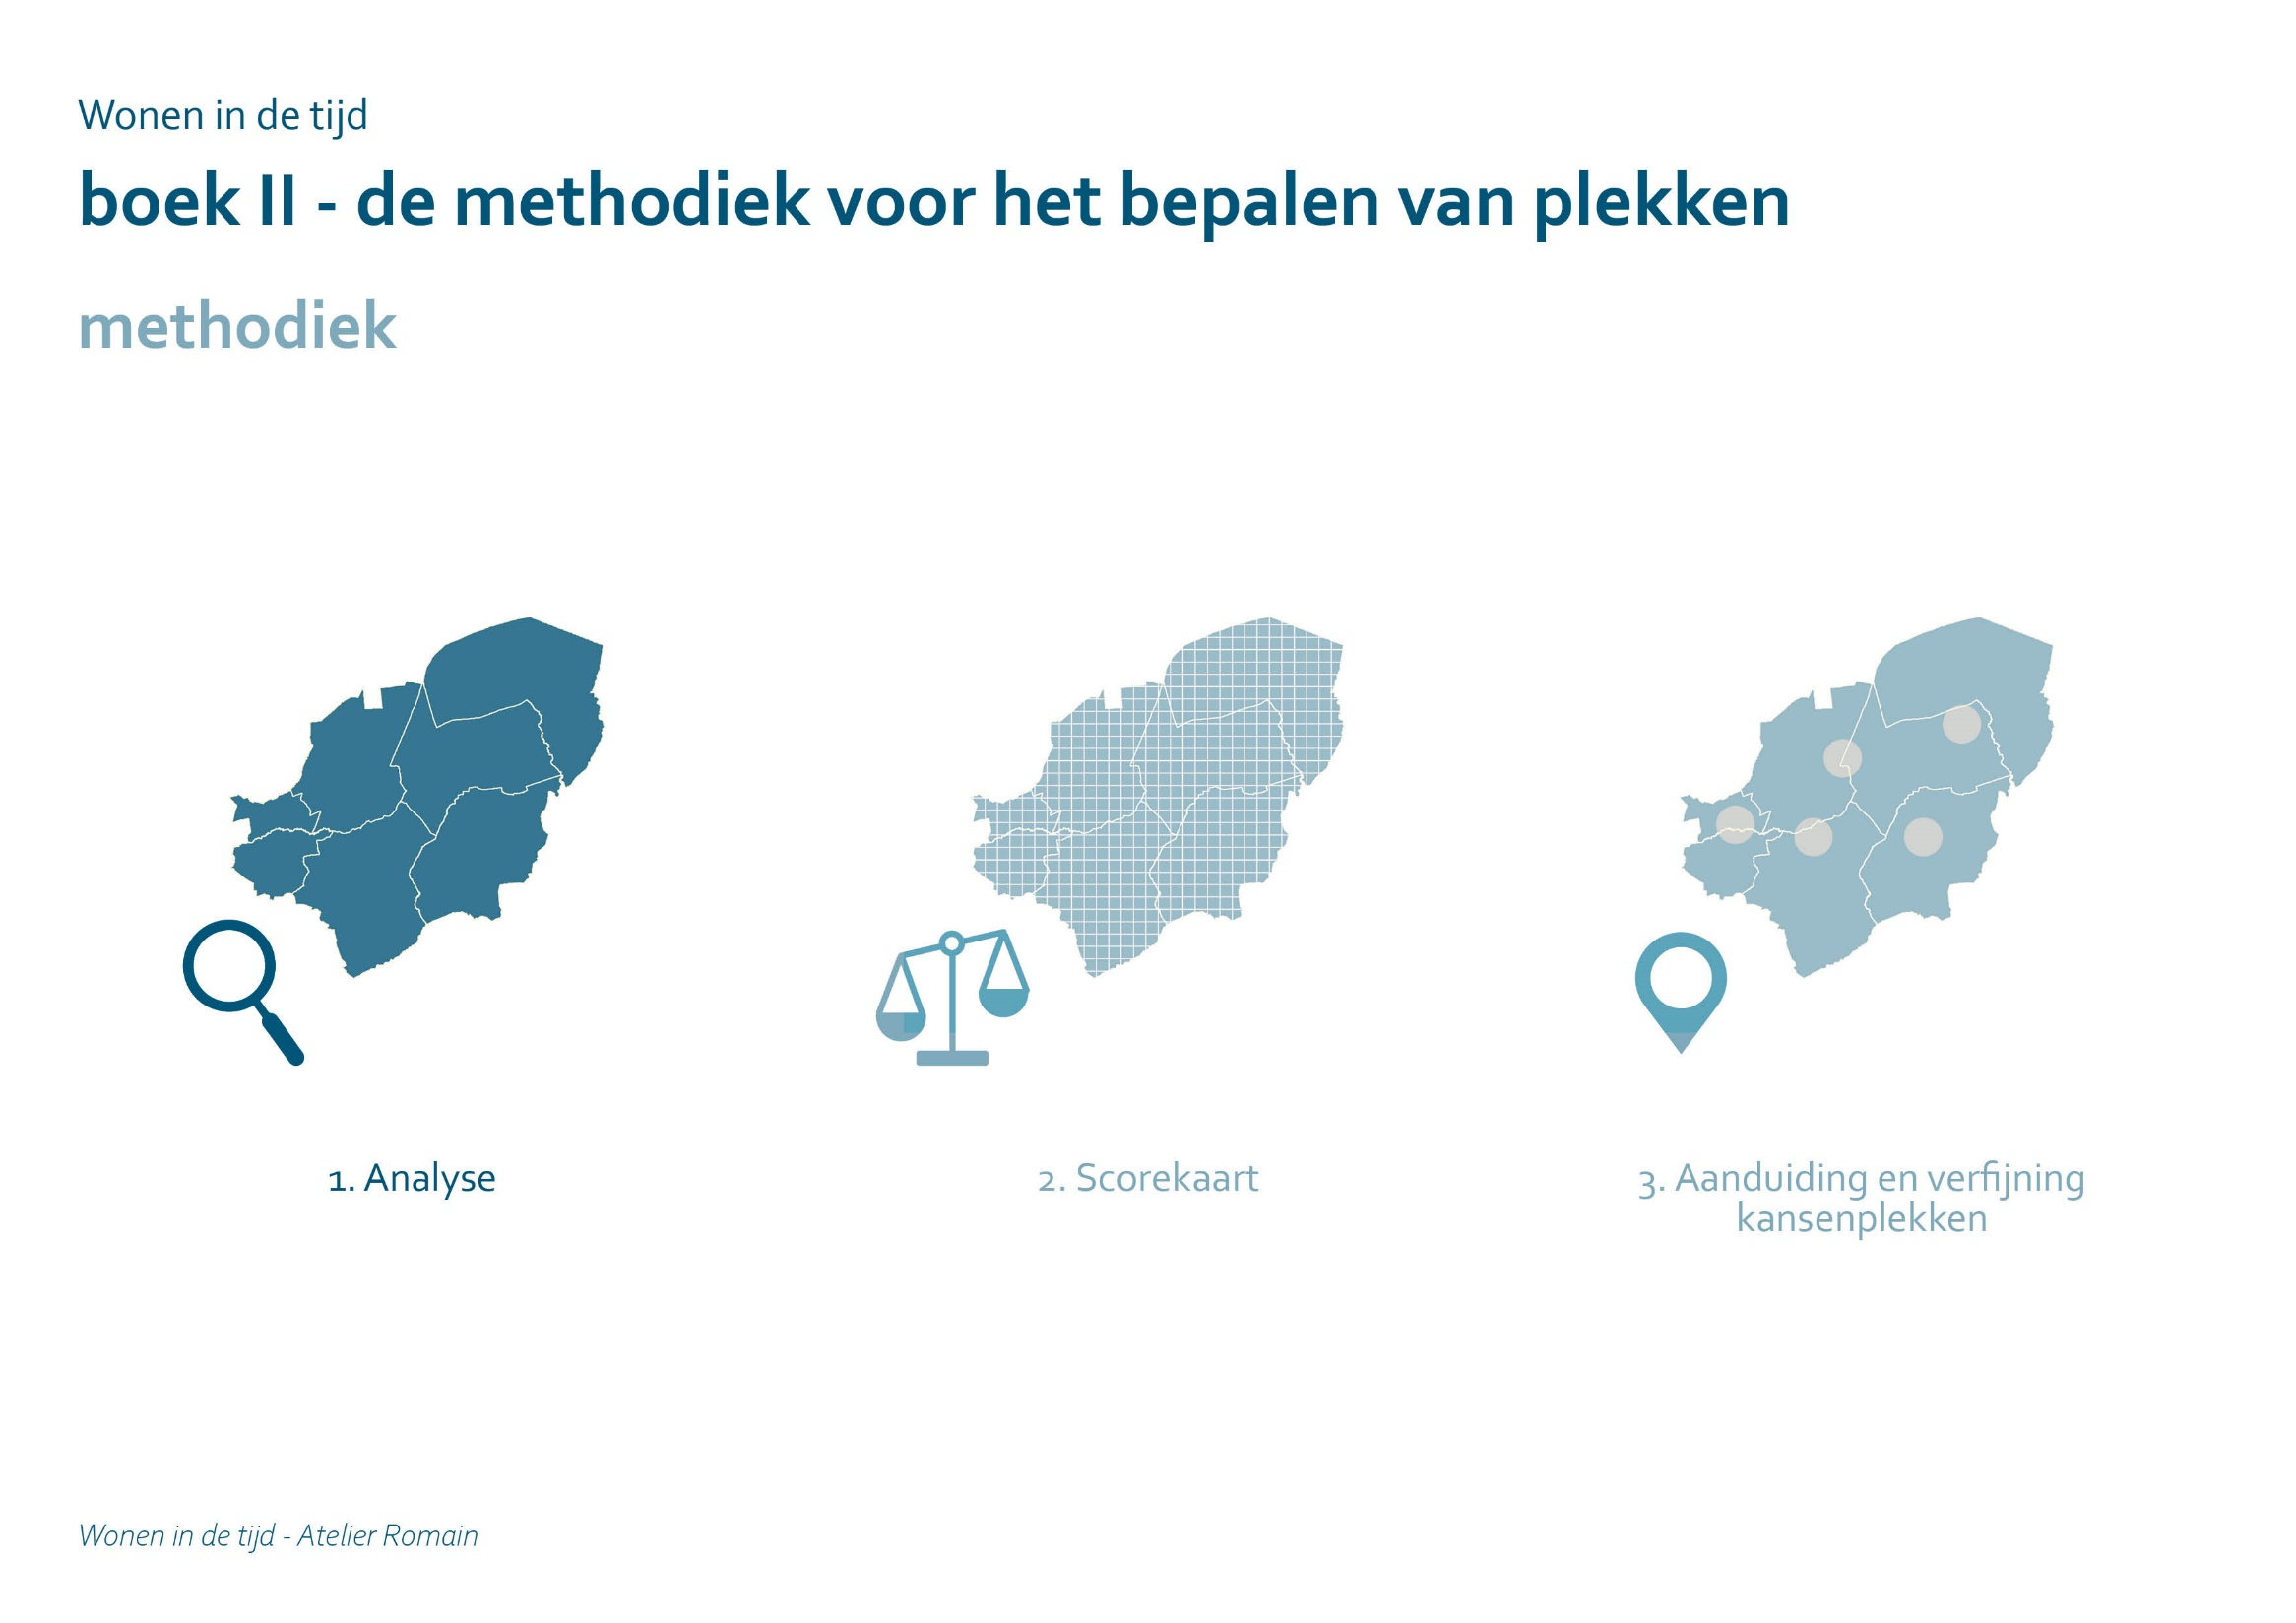 Wonen in de tijd
boek II - de methodiek voor het bepalen van plekken
methodiek
1. Analyse
2. Scorekaart
3. Aanduiding en verfijning
kansenplekken
Wonen in de tijd - Atelier Romain